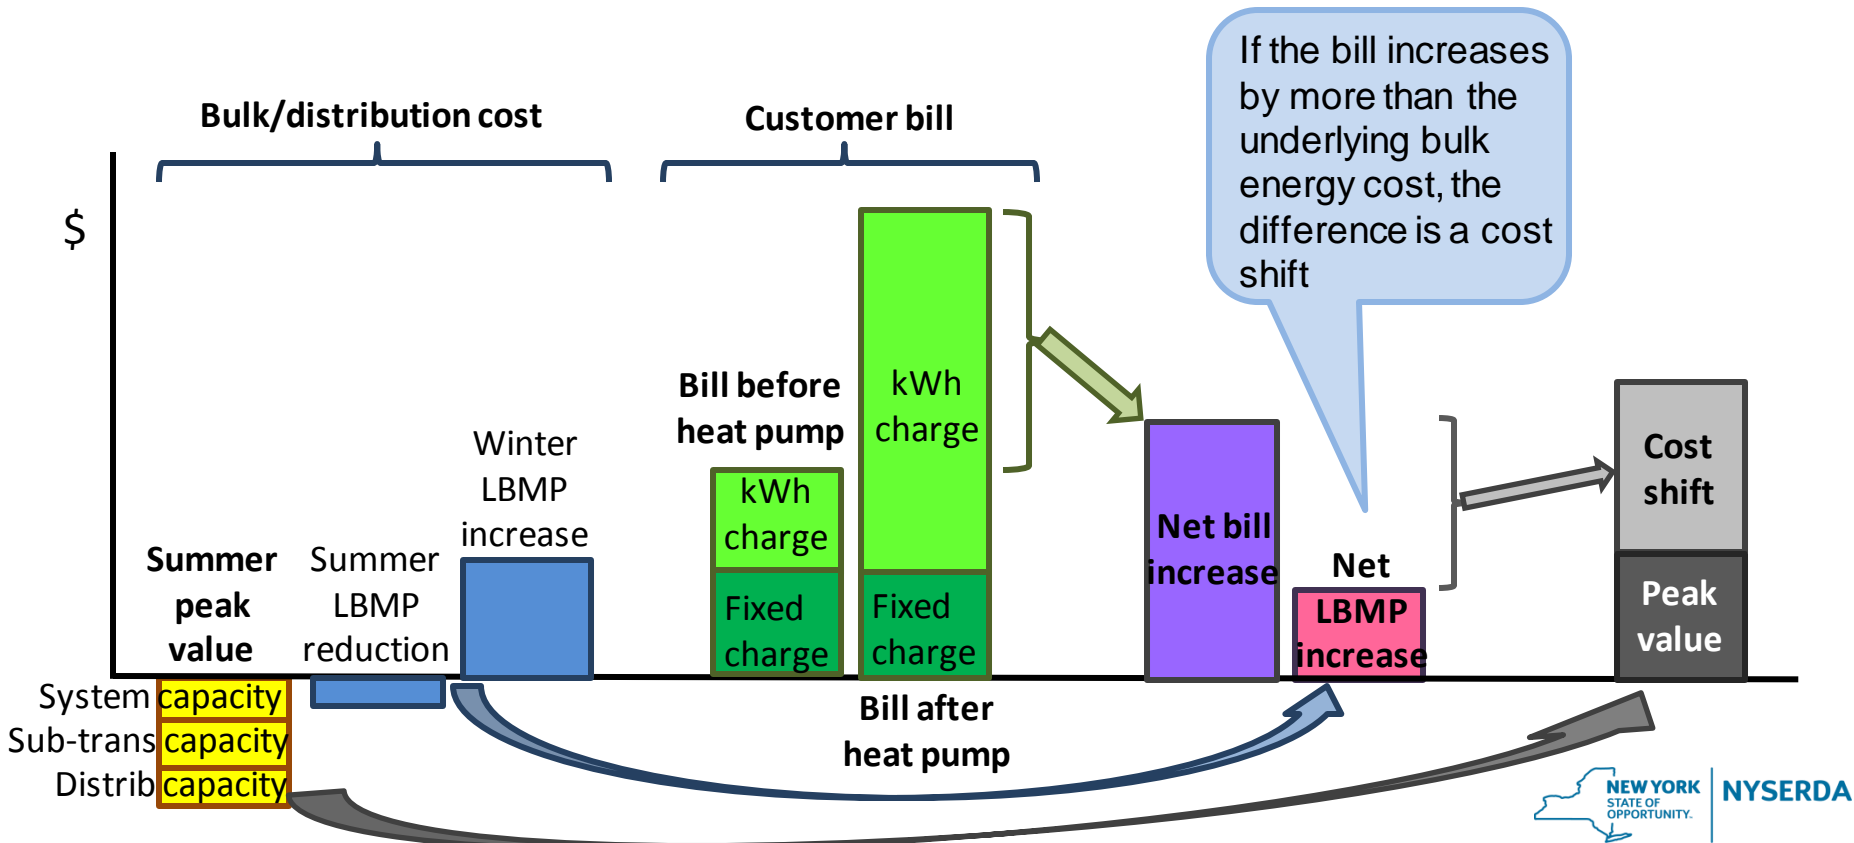 If the bill increases
by more than the
underlying bulk
energy cost, the
difference is a cost
shift
Bulk/distribution cost
Customer bill
$
Summer
peak
value
Summer
LBMP
reduction
Winter
LBMP
increase
Bill before
heat pump
kWh
charge
Fixed
charge
kWh
charge
Fixed
charge
Bill after
heat pump
Net bill
increase
Net
LBMP
increase
Cost
shift
Peak
value
System capacity
Sub-trans capacity
Distrib capacity
NEW YORK
STATE OF
OPPORTUNITY.
NYSERDA